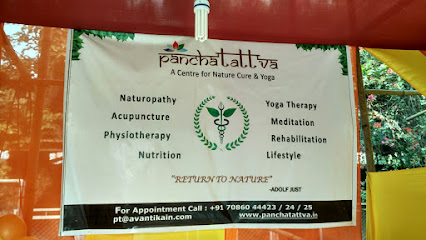 panchatattva
A Centre for Nature Cure & Yoga
Naturopathy
Acupuncture
Physiotherapy
Nutrition
Yoga Therapy
Meditation
Rehabilitation
Lifestyle
"RETURN TO NATURE"
-ADOLF JUST
For Appointment Call : +91 70860 44423 / 24 / 25
pt@avantikain.com www.panchatattva.in